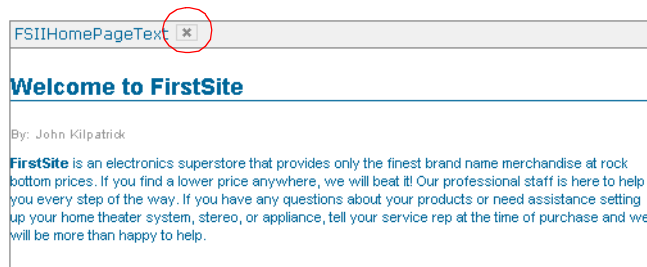 FSIIHomePageText
Welcome to FirstSite
By: John Kilpatrick
FirstSite is an electronics superstore that provides only the finest brand name merchandise at rock
bottom prices. If you find a lower price anywhere, we will beat it! Our professional staff is here to help
you every step of the way. If you have any questions about your products or need assistance setting
up your home theater system, stereo, or appliance, tell your service rep at the time of purchase and we
will be more than happy to help.